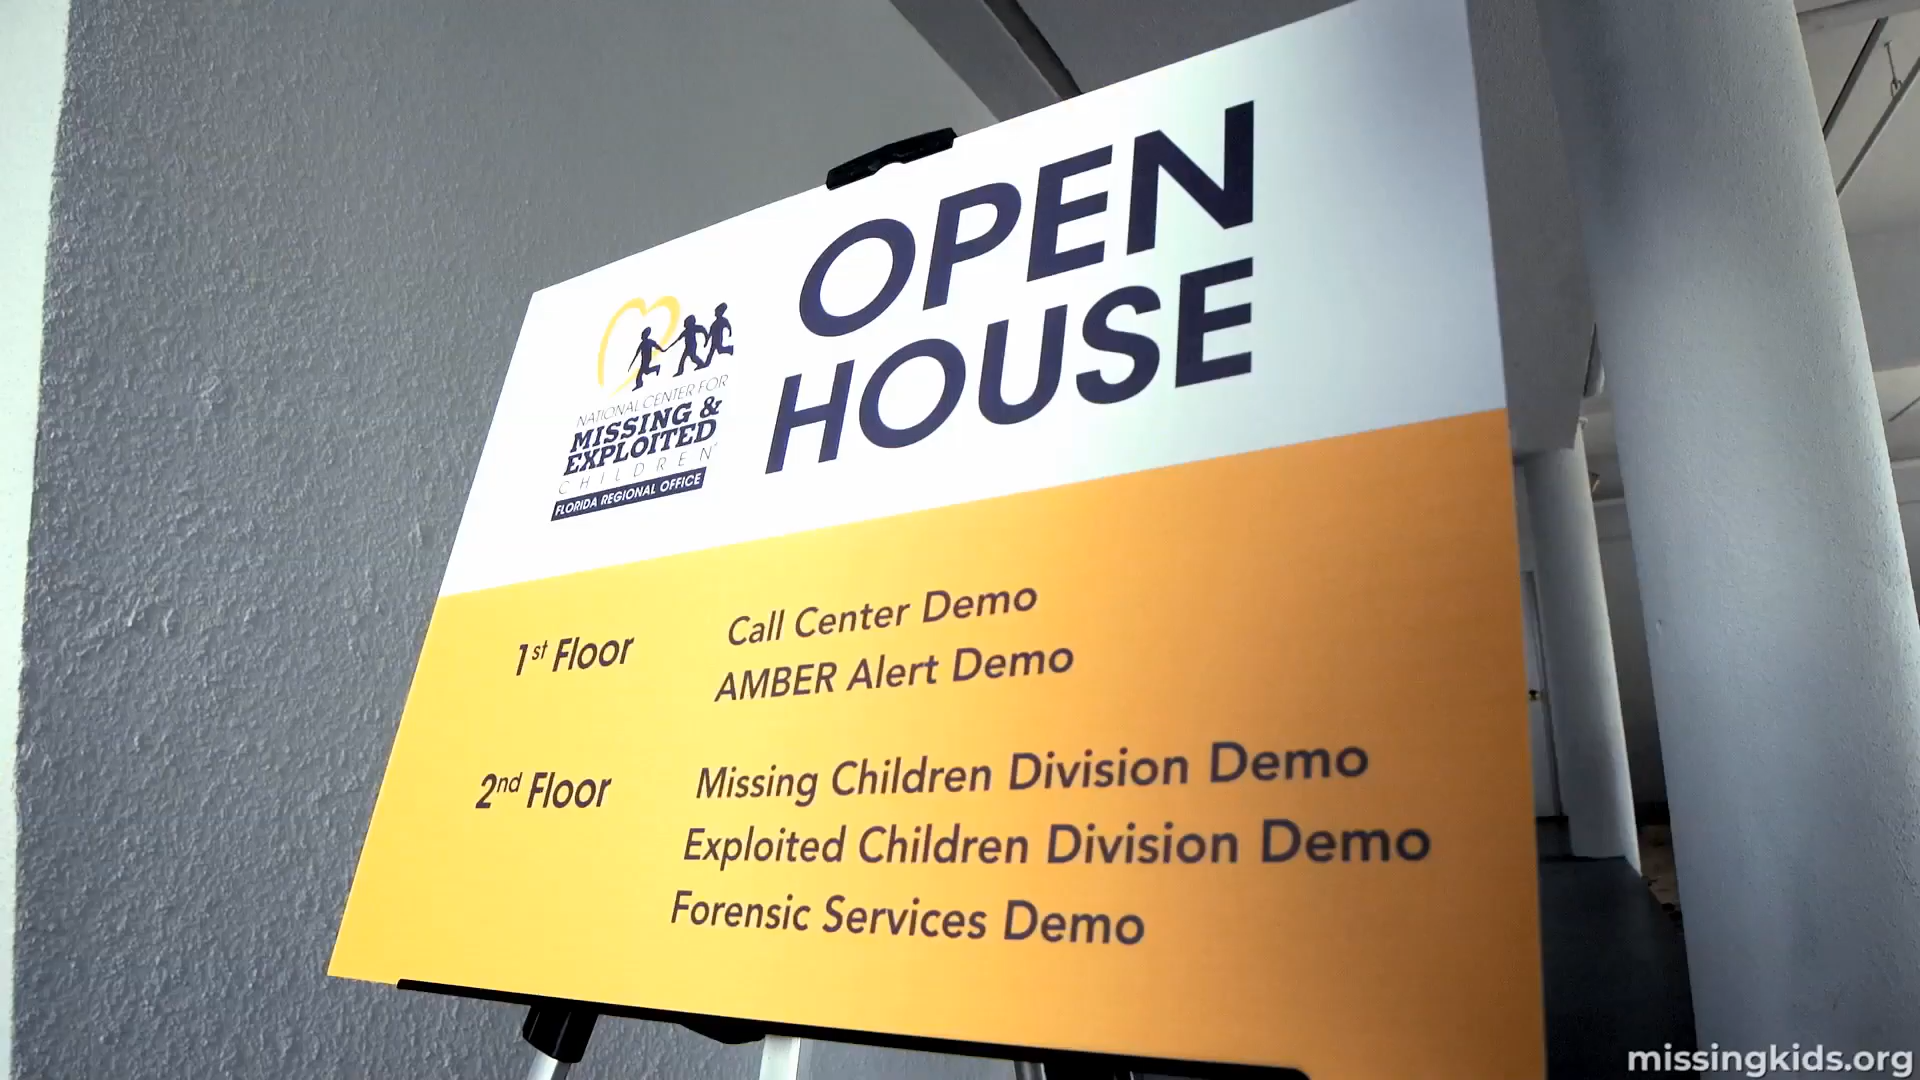 OPEN
HOUSE
NATIONAL CENTER FOR
MISSING &
EXPLOITED
CHILDREN
FLORIDA REGIONAL OFFICE
1st Floor
Call Center Demo
AMBER Alert Demo
2nd Floor
Missing Children Division Demo
Exploited Children Division Demo
Forensic Services Demo
missingkids.org